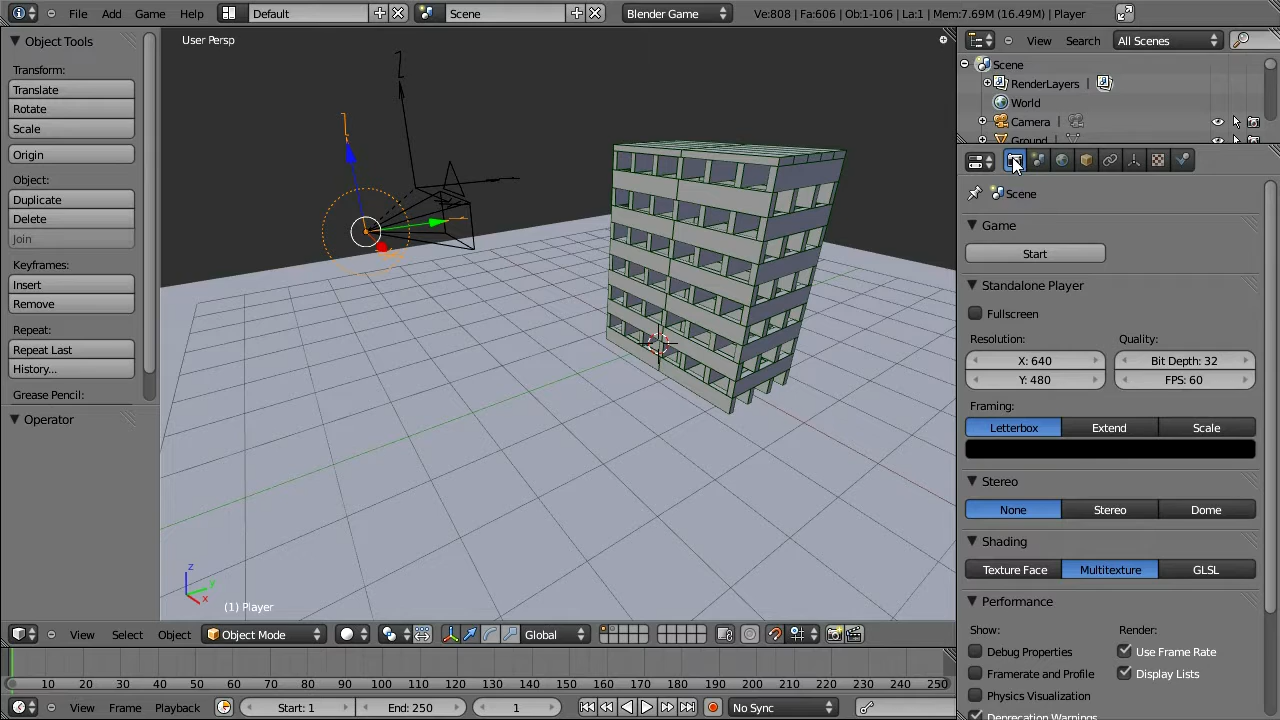 File Add Game Help Default Scene Blender Game Ve:808 | Fa:606 | Ob:1-106 | La:1 | Mem:7.69M (16.49M) | Player
Object Tools
Transform:
Translate
Rotate
Scale
Origin
Object:
Duplicate
Delete
Join
Keyframes:
Insert
Remove
Repeat:
Repeat Last
History...
Grease Pencil:
Operator
User Persp
z
y
x
(1) Player
View Select Object Object Mode Global
10 20 30 40 50 60 70 80 90 100 110 120 130 140 150 160 170 180 190 200 210 220 230 240 250
View Frame Playback Start: 1 End: 250 1 No Sync
View Search All Scenes
Scene
RenderLayers |
World
Camera |
Ground |
Scene
Game
Start
Standalone Player
Fullscreen
Resolution: Quality:
X: 640 Bit Depth: 32
Y: 480 FPS: 60
Framing:
Letterbox Extend Scale
Stereo
None Stereo Dome
Shading
Texture Face Multitexture GLSL
Performance
Show: Render:
Debug Properties Use Frame Rate
Framerate and Profile Display Lists
Physics Visualization
Deprecation Warnings